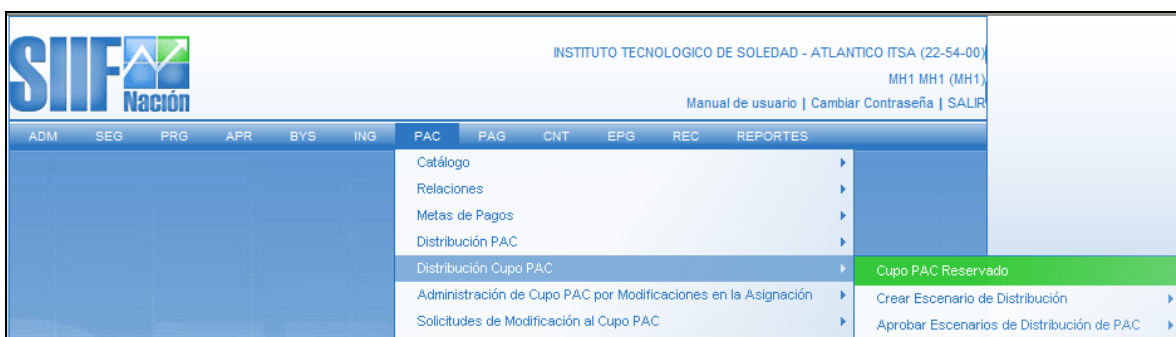 SIIF Nación
INSTITUTO TECNOLOGICO DE SOLEDAD - ATLANTICO ITSA (22-54-00)
MH1 MH1 (MH1)
Manual de usuario | Cambiar Contraseña | SALIR
ADM SEG PRG APR BYS ING PAC PAG CNT EPG REC REPORTES
Catálogo
Relaciones
Metas de Pagos
Distribución PAC
Distribución Cupo PAC
Cupo PAC Reservado
Administración de Cupo PAC por Modificaciones en la Asignación
Crear Escenario de Distribución
Solicitudes de Modificación al Cupo PAC
Aprobar Escenarios de Distribución de PAC